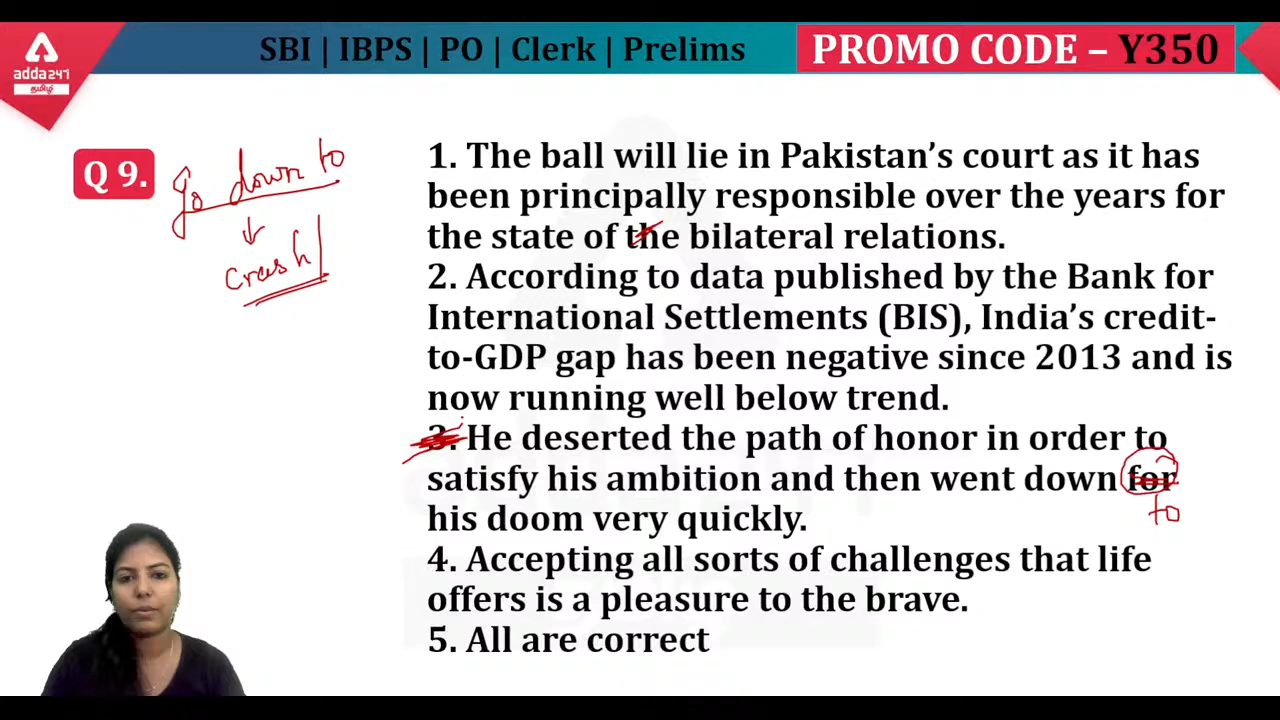 SBI | IBPS | PO | Clerk | Prelims
PROMO CODE – Y350
adda247
தமிழ்
Q 9.
go down to
crash
1. The ball will lie in Pakistan's court as it has
been principally responsible over the years for
the state of the bilateral relations.
2. According to data published by the Bank for
International Settlements (BIS), India's credit-
to-GDP gap has been negative since 2013 and is
now running well below trend.
3. He deserted the path of honor in order to
satisfy his ambition and then went down for
to
his doom very quickly.
4. Accepting all sorts of challenges that life
offers is a pleasure to the brave.
5. All are correct